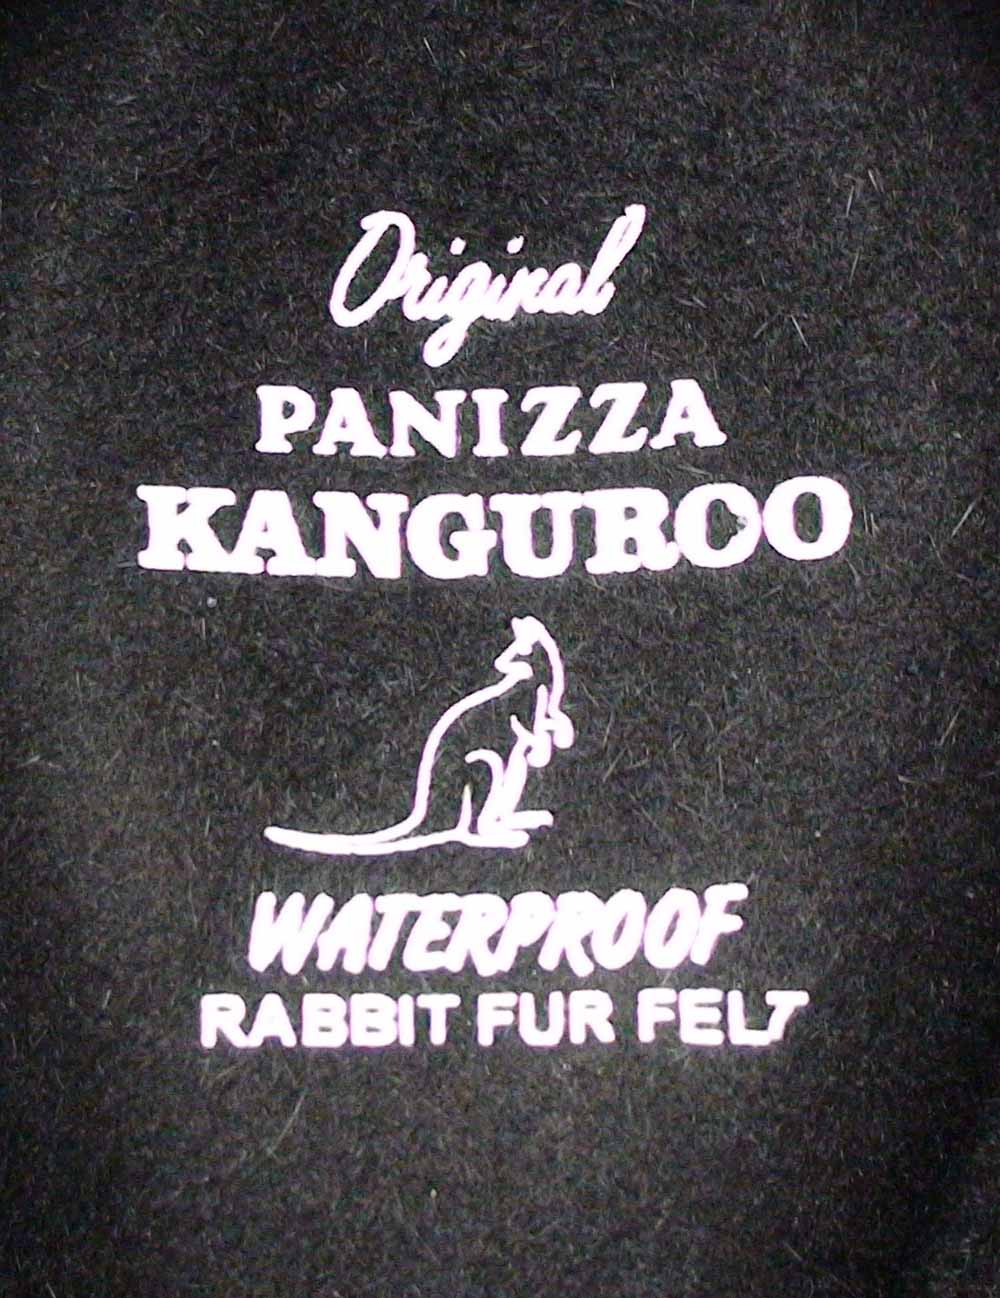 Original
PANIZZA
KANGUROO
WATERPROOF
RABBIT FUR FELT